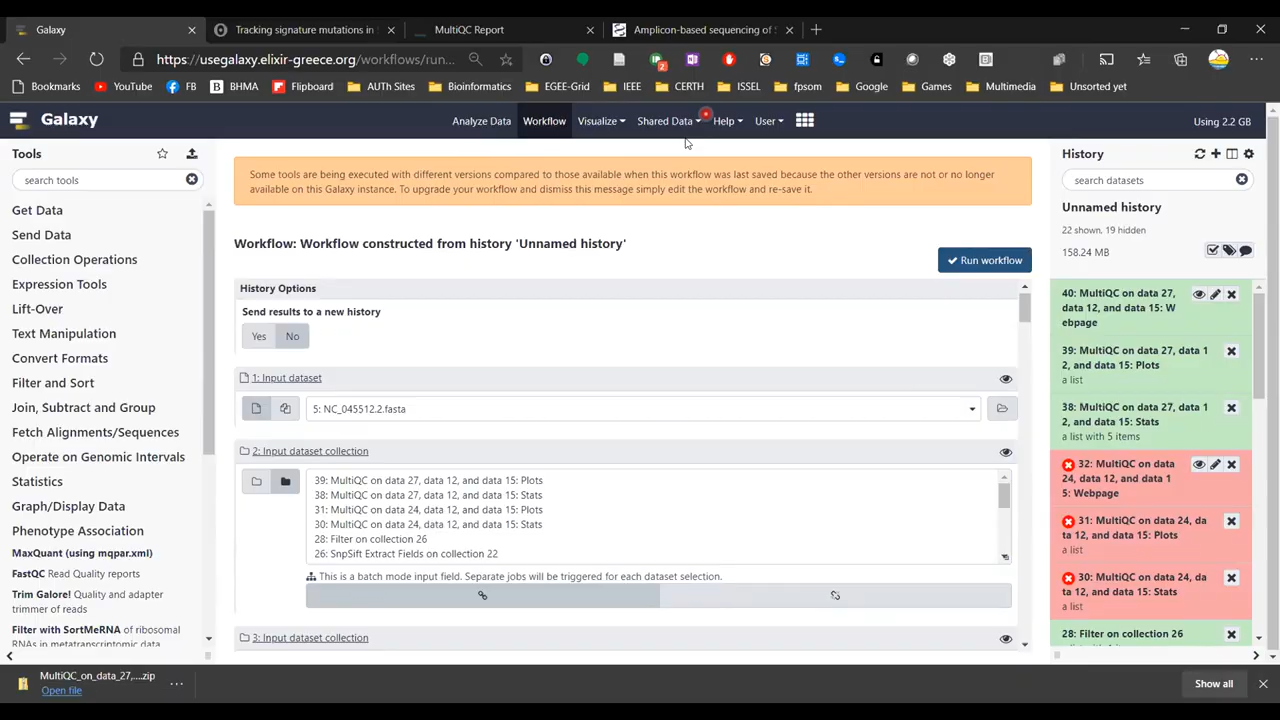 Galaxy
Tracking signature mutations in
MultiQC Report
Amplicon-based sequencing of S
https://usegalaxy.elixir-greece.org/workflows/run...
2
Bookmarks
YouTube
FB
B BHMA
Flipboard
AUTh Sites
Bioinformatics
EGEE-Grid
IEEE
CERTH
ISSEL
fpsom
Google
Games
Multimedia
Unsorted yet
Galaxy
Analyze Data
Workflow
Visualize
Shared Data
Help
User
Using 2.2 GB
Tools
search tools
Get Data
Send Data
Collection Operations
Expression Tools
Lift-Over
Text Manipulation
Convert Formats
Filter and Sort
Join, Subtract and Group
Fetch Alignments/Sequences
Operate on Genomic Intervals
Statistics
Graph/Display Data
Phenotype Association
MaxQuant (using mqpar.xml)
FastQC Read Quality reports
Trim Galore! Quality and adapter
trimmer of reads
Filter with SortMeRNA of ribosomal
RNAs in metatranscriptomic data
Some tools are being executed with different versions compared to those available when this workflow was last saved because the other versions are not or no longer
available on this Galaxy instance. To upgrade your workflow and dismiss this message simply edit the workflow and re-save it.
Workflow: Workflow constructed from history 'Unnamed history'
Run workflow
History Options
Send results to a new history
Yes
No
1: Input dataset
5: NC_045512.2.fasta
2: Input dataset collection
39: MultiQC on data 27, data 12, and data 15: Plots
38: MultiQC on data 27, data 12, and data 15: Stats
31: MultiQC on data 24, data 12, and data 15: Plots
30: MultiQC on data 24, data 12, and data 15: Stats
28: Filter on collection 26
26: SnpSift Extract Fields on collection 22
This is a batch mode input field. Separate jobs will be triggered for each dataset selection.
3: Input dataset collection
History
search datasets
Unnamed history
22 shown, 19 hidden
158.24 MB
40: MultiQC on data 27,
data 12, and data 15: W
ebpage
39: MultiQC on data 27, data 1
2, and data 15: Plots
a list
38: MultiQC on data 27, data 1
2, and data 15: Stats
a list with 5 items
32: MultiQC on data
24, data 12, and data 1
5: Webpage
31: MultiQC on data 24, da
ta 12, and data 15: Plots
a list
30: MultiQC on data 24, da
ta 12, and data 15: Stats
a list
28: Filter on collection 26
MultiQC_on_data_27,....zip
Open file
Show all